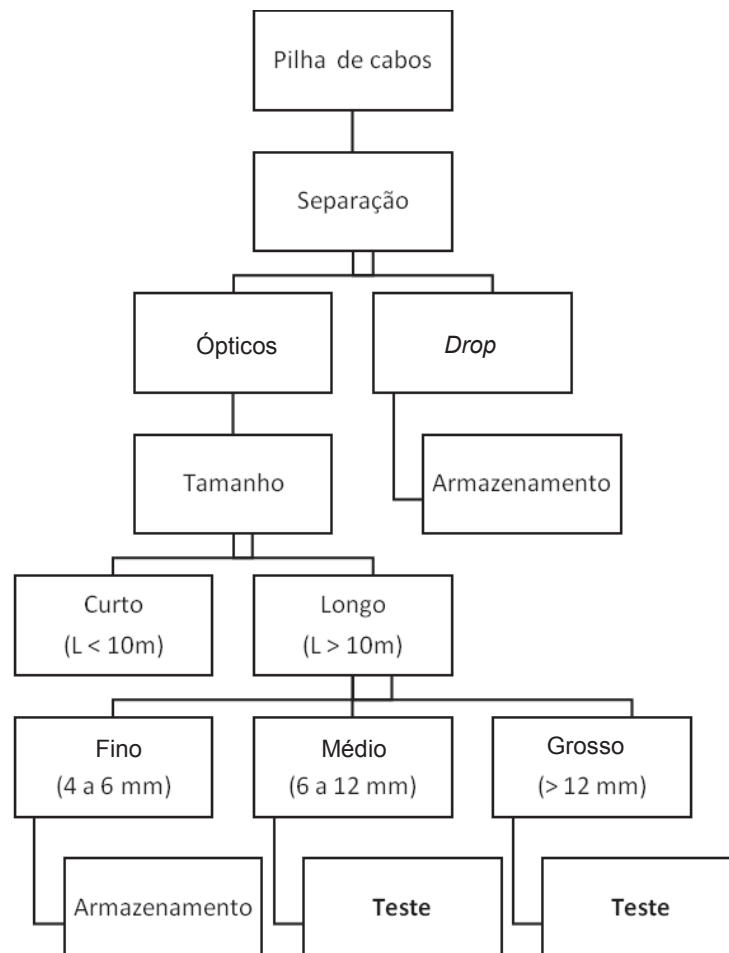 Pilha de cabos
Separação
Ópticos
Drop
Tamanho
Armazenamento
Curto
(L < 10m)
Longo
(L > 10m)
Fino
(4 a 6 mm)
Médio
(6 a 12 mm)
Grosso
(> 12 mm)
Armazenamento
Teste
Teste